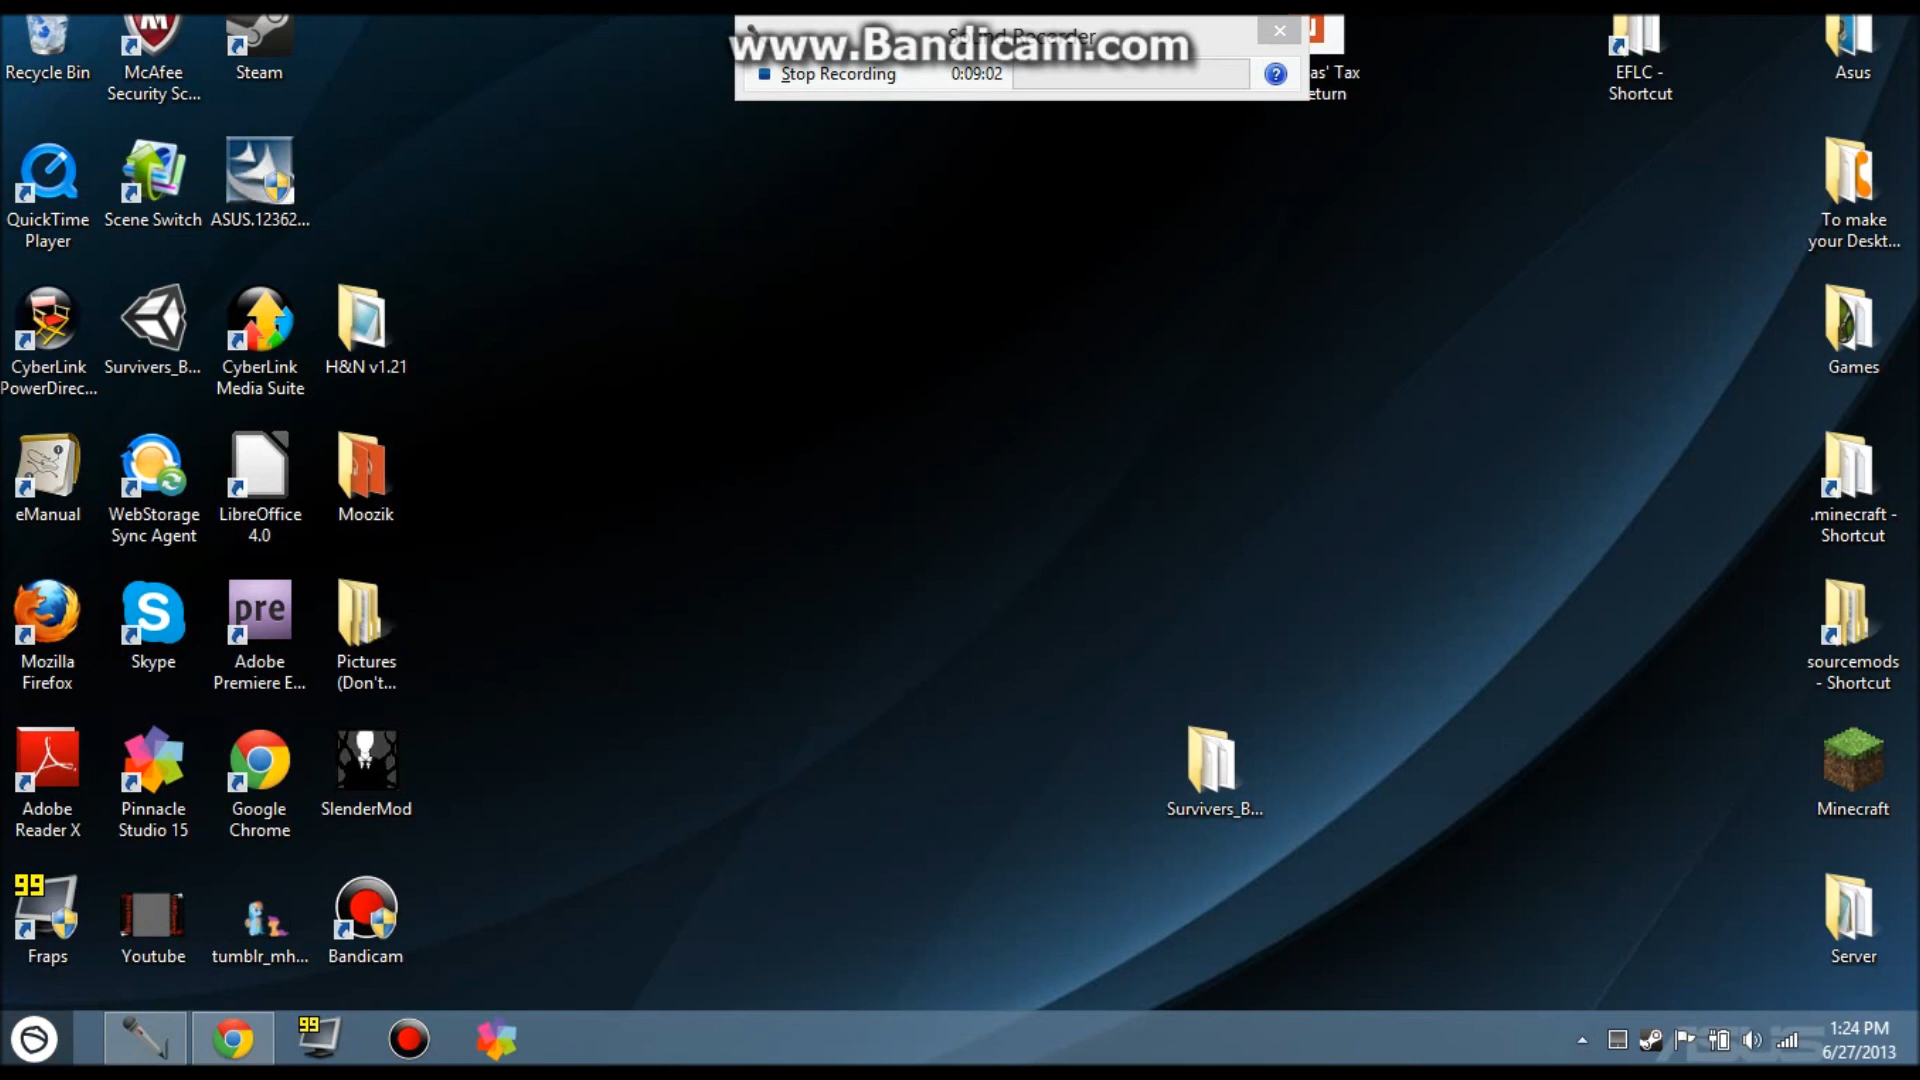 www.Bandicam.com
Sound Recorder
Stop Recording
0:09:02
Recycle Bin
McAfee
Security Sc...
Steam
as' Tax
eturn
EFLC -
Shortcut
Asus
QuickTime
Player
Scene Switch
ASUS.12362...
To make
your Deskt...
CyberLink
PowerDirec...
Survivers_B...
CyberLink
Media Suite
H&N v1.21
Games
eManual
WebStorage
Sync Agent
LibreOffice
4.0
Moozik
.minecraft -
Shortcut
Mozilla
Firefox
Skype
pre
Adobe
Premiere E...
Pictures
(Don't...
sourcemods
- Shortcut
Adobe
Reader X
Pinnacle
Studio 15
Google
Chrome
SlenderMod
Survivers_B...
Minecraft
99
Fraps
Youtube
tumblr_mh...
Bandicam
Server
99
ASUS
1:24 PM
6/27/2013